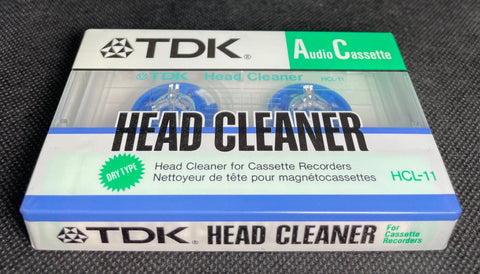 TDK® Audio Cassette
TDK Head Cleaner HCL-11
HEAD CLEANER
DRY TYPE
Head Cleaner for Cassette Recorders
Nettoyeur de tête pour magnétocassettes
HCL-11
TDK® HEAD CLEANER
For
Cassette
Recorders